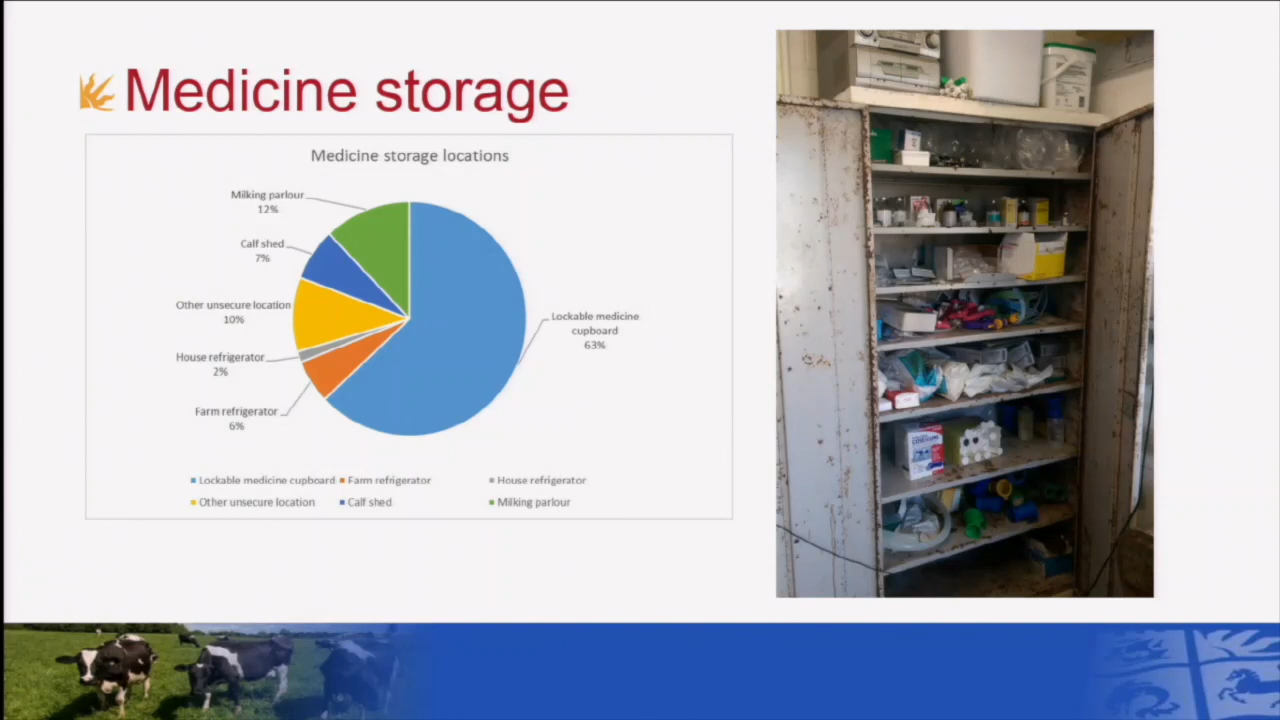 Medicine storage
Medicine storage locations
Milking parlour
12%
Calf shed
7%
Other unsecure location
10%
House refrigerator
2%
Farm refrigerator
6%
Lockable medicine
cupboard
63%
Lockable medicine cupboard
Farm refrigerator
House refrigerator
Other unsecure location
Calf shed
Milking parlour